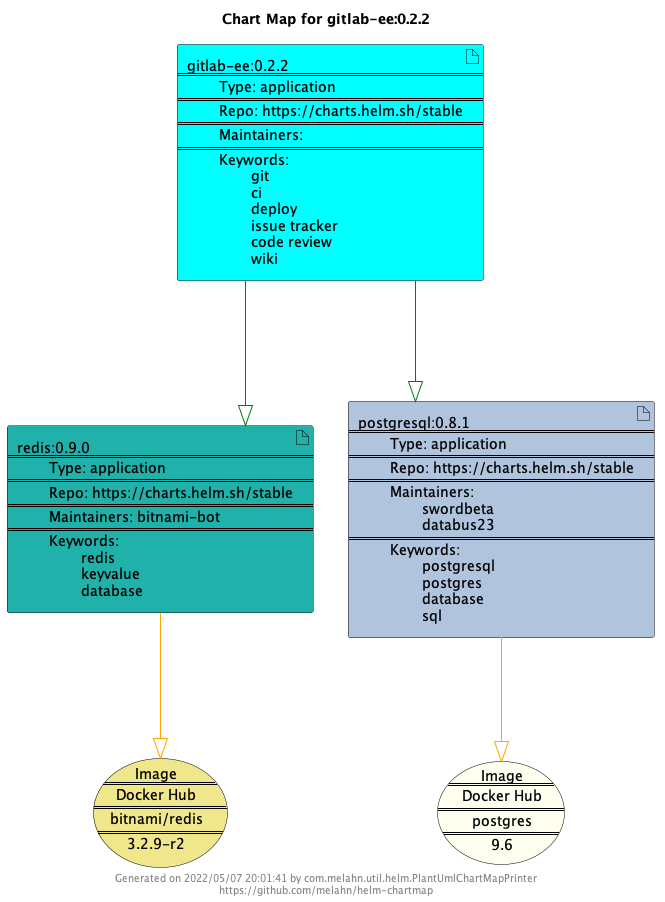 Chart Map for gitlab-ee:0.2.2
gitlab-ee:0.2.2
Type: application
Repo: https://charts.helm.sh/stable
Maintainers:
Keywords:
git
ci
deploy
issue tracker
code review
wiki
redis:0.9.0
Type: application
Repo: https://charts.helm.sh/stable
Maintainers: bitnami-bot
Keywords:
redis
keyvalue
database
postgresql:0.8.1
Type: application
Repo: https://charts.helm.sh/stable
Maintainers:
swordbeta
databus23
Keywords:
postgresql
postgres
database
sql
Image
Docker Hub
bitnami/redis
3.2.9-r2
Image
Docker Hub
postgres
9.6
Generated on 2022/05/07 20:01:41 by com.melahn.util.helm.PlantUmlChartMapPrinter
https://github.com/melahn/helm-chartmap